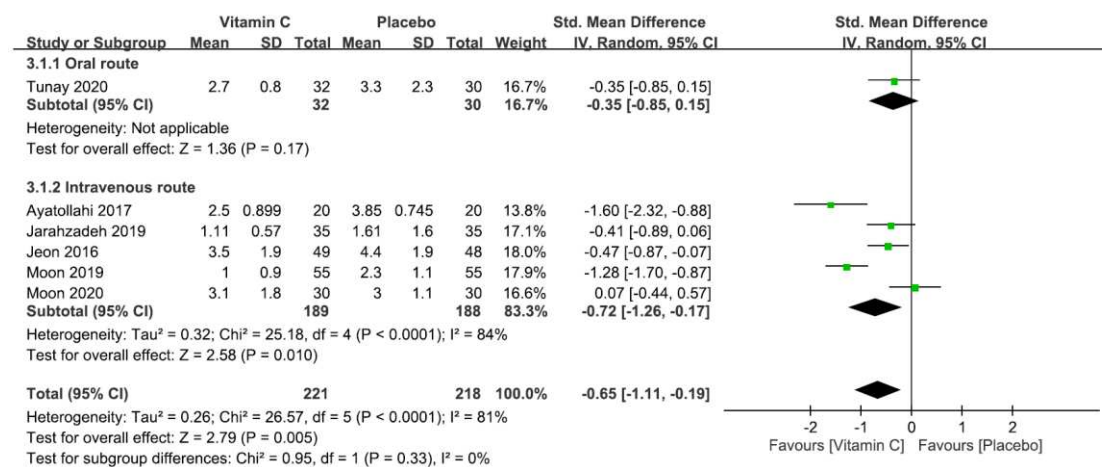 Vitamin C Placebo Std. Mean Difference Std. Mean Difference
Study or Subgroup Mean SD Total Mean SD Total Weight IV, Random, 95% CI IV, Random, 95% CI
3.1.1 Oral route
Tunay 2020 2.7 0.8 32 3.3 2.3 30 16.7% -0.35 [-0.85, 0.15]
Subtotal (95% CI) 32 30 16.7% -0.35 [-0.85, 0.15]
Heterogeneity: Not applicable
Test for overall effect: Z = 1.36 (P = 0.17)
3.1.2 Intravenous route
Ayatollahi 2017 2.5 0.899 20 3.85 0.745 20 13.8% -1.60 [-2.32, -0.88]
Jarahzadeh 2019 1.11 0.57 35 1.61 1.6 35 17.1% -0.41 [-0.89, 0.06]
Jeon 2016 3.5 1.9 49 4.4 1.9 48 18.0% -0.47 [-0.87, -0.07]
Moon 2019 1 0.9 55 2.3 1.1 55 17.9% -1.28 [-1.70, -0.87]
Moon 2020 3.1 1.8 30 3 1.1 30 16.6% 0.07 [-0.44, 0.57]
Subtotal (95% CI) 189 188 83.3% -0.72 [-1.26, -0.17]
Heterogeneity: Tau² = 0.32; Chi² = 25.18, df = 4 (P < 0.0001); I² = 84%
Test for overall effect: Z = 2.58 (P = 0.010)
Total (95% CI) 221 218 100.0% -0.65 [-1.11, -0.19]
Heterogeneity: Tau² = 0.26; Chi² = 26.57, df = 5 (P < 0.0001); I² = 81%
Test for overall effect: Z = 2.79 (P = 0.005)
Test for subgroup differences: Chi² = 0.95, df = 1 (P = 0.33), I² = 0%
-2 -1 0 1 2
Favours [Vitamin C] Favours [Placebo]